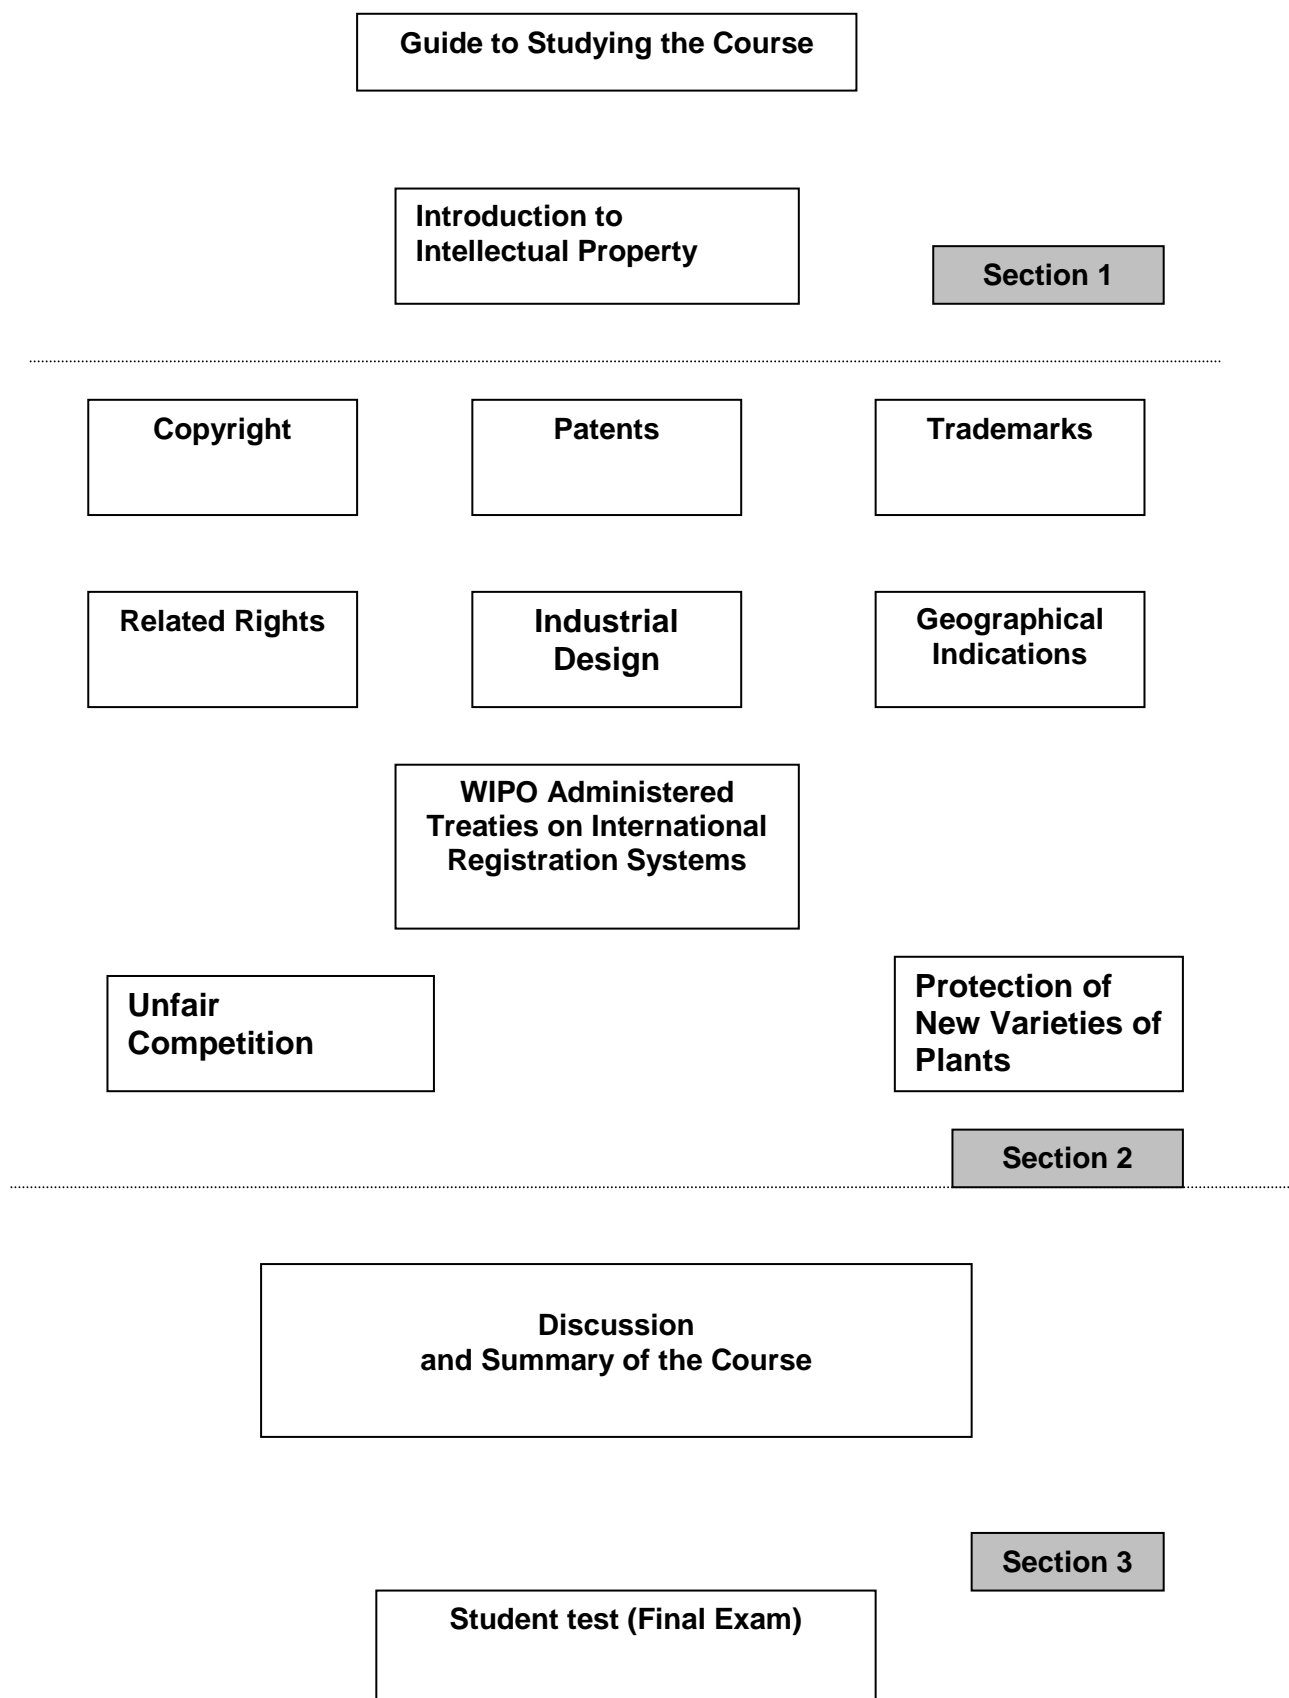 Guide to Studying the Course
Introduction to
Intellectual Property
Section 1
Copyright
Patents
Trademarks
Related Rights
Industrial
Design
Geographical
Indications
WIPO Administered
Treaties on International
Registration Systems
Unfair
Competition
Protection of
New Varieties of
Plants
Section 2
Discussion
and Summary of the Course
Section 3
Student test (Final Exam)